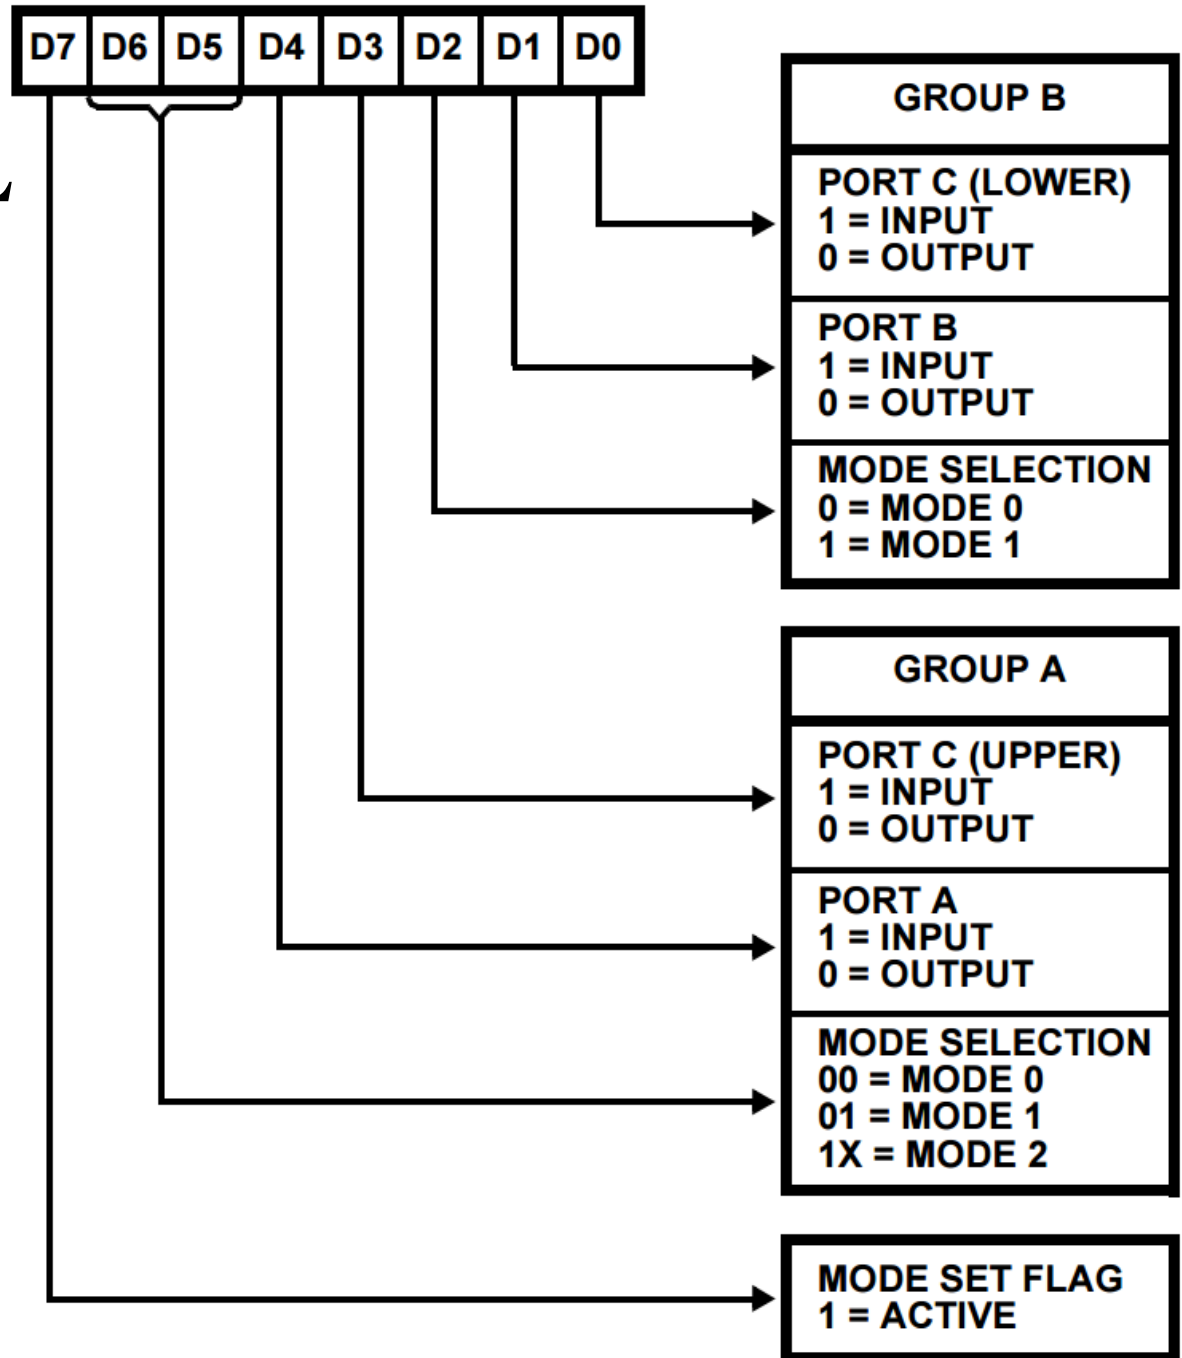 D7 D6 D5 D4 D3 D2 D1 D0
GROUP B
PORT C (LOWER)
1 = INPUT
0 = OUTPUT
PORT B
1 = INPUT
0 = OUTPUT
MODE SELECTION
0 = MODE 0
1 = MODE 1
GROUP A
PORT C (UPPER)
1 = INPUT
0 = OUTPUT
PORT A
1 = INPUT
0 = OUTPUT
MODE SELECTION
00 = MODE 0
01 = MODE 1
1X = MODE 2
MODE SET FLAG
1 = ACTIVE